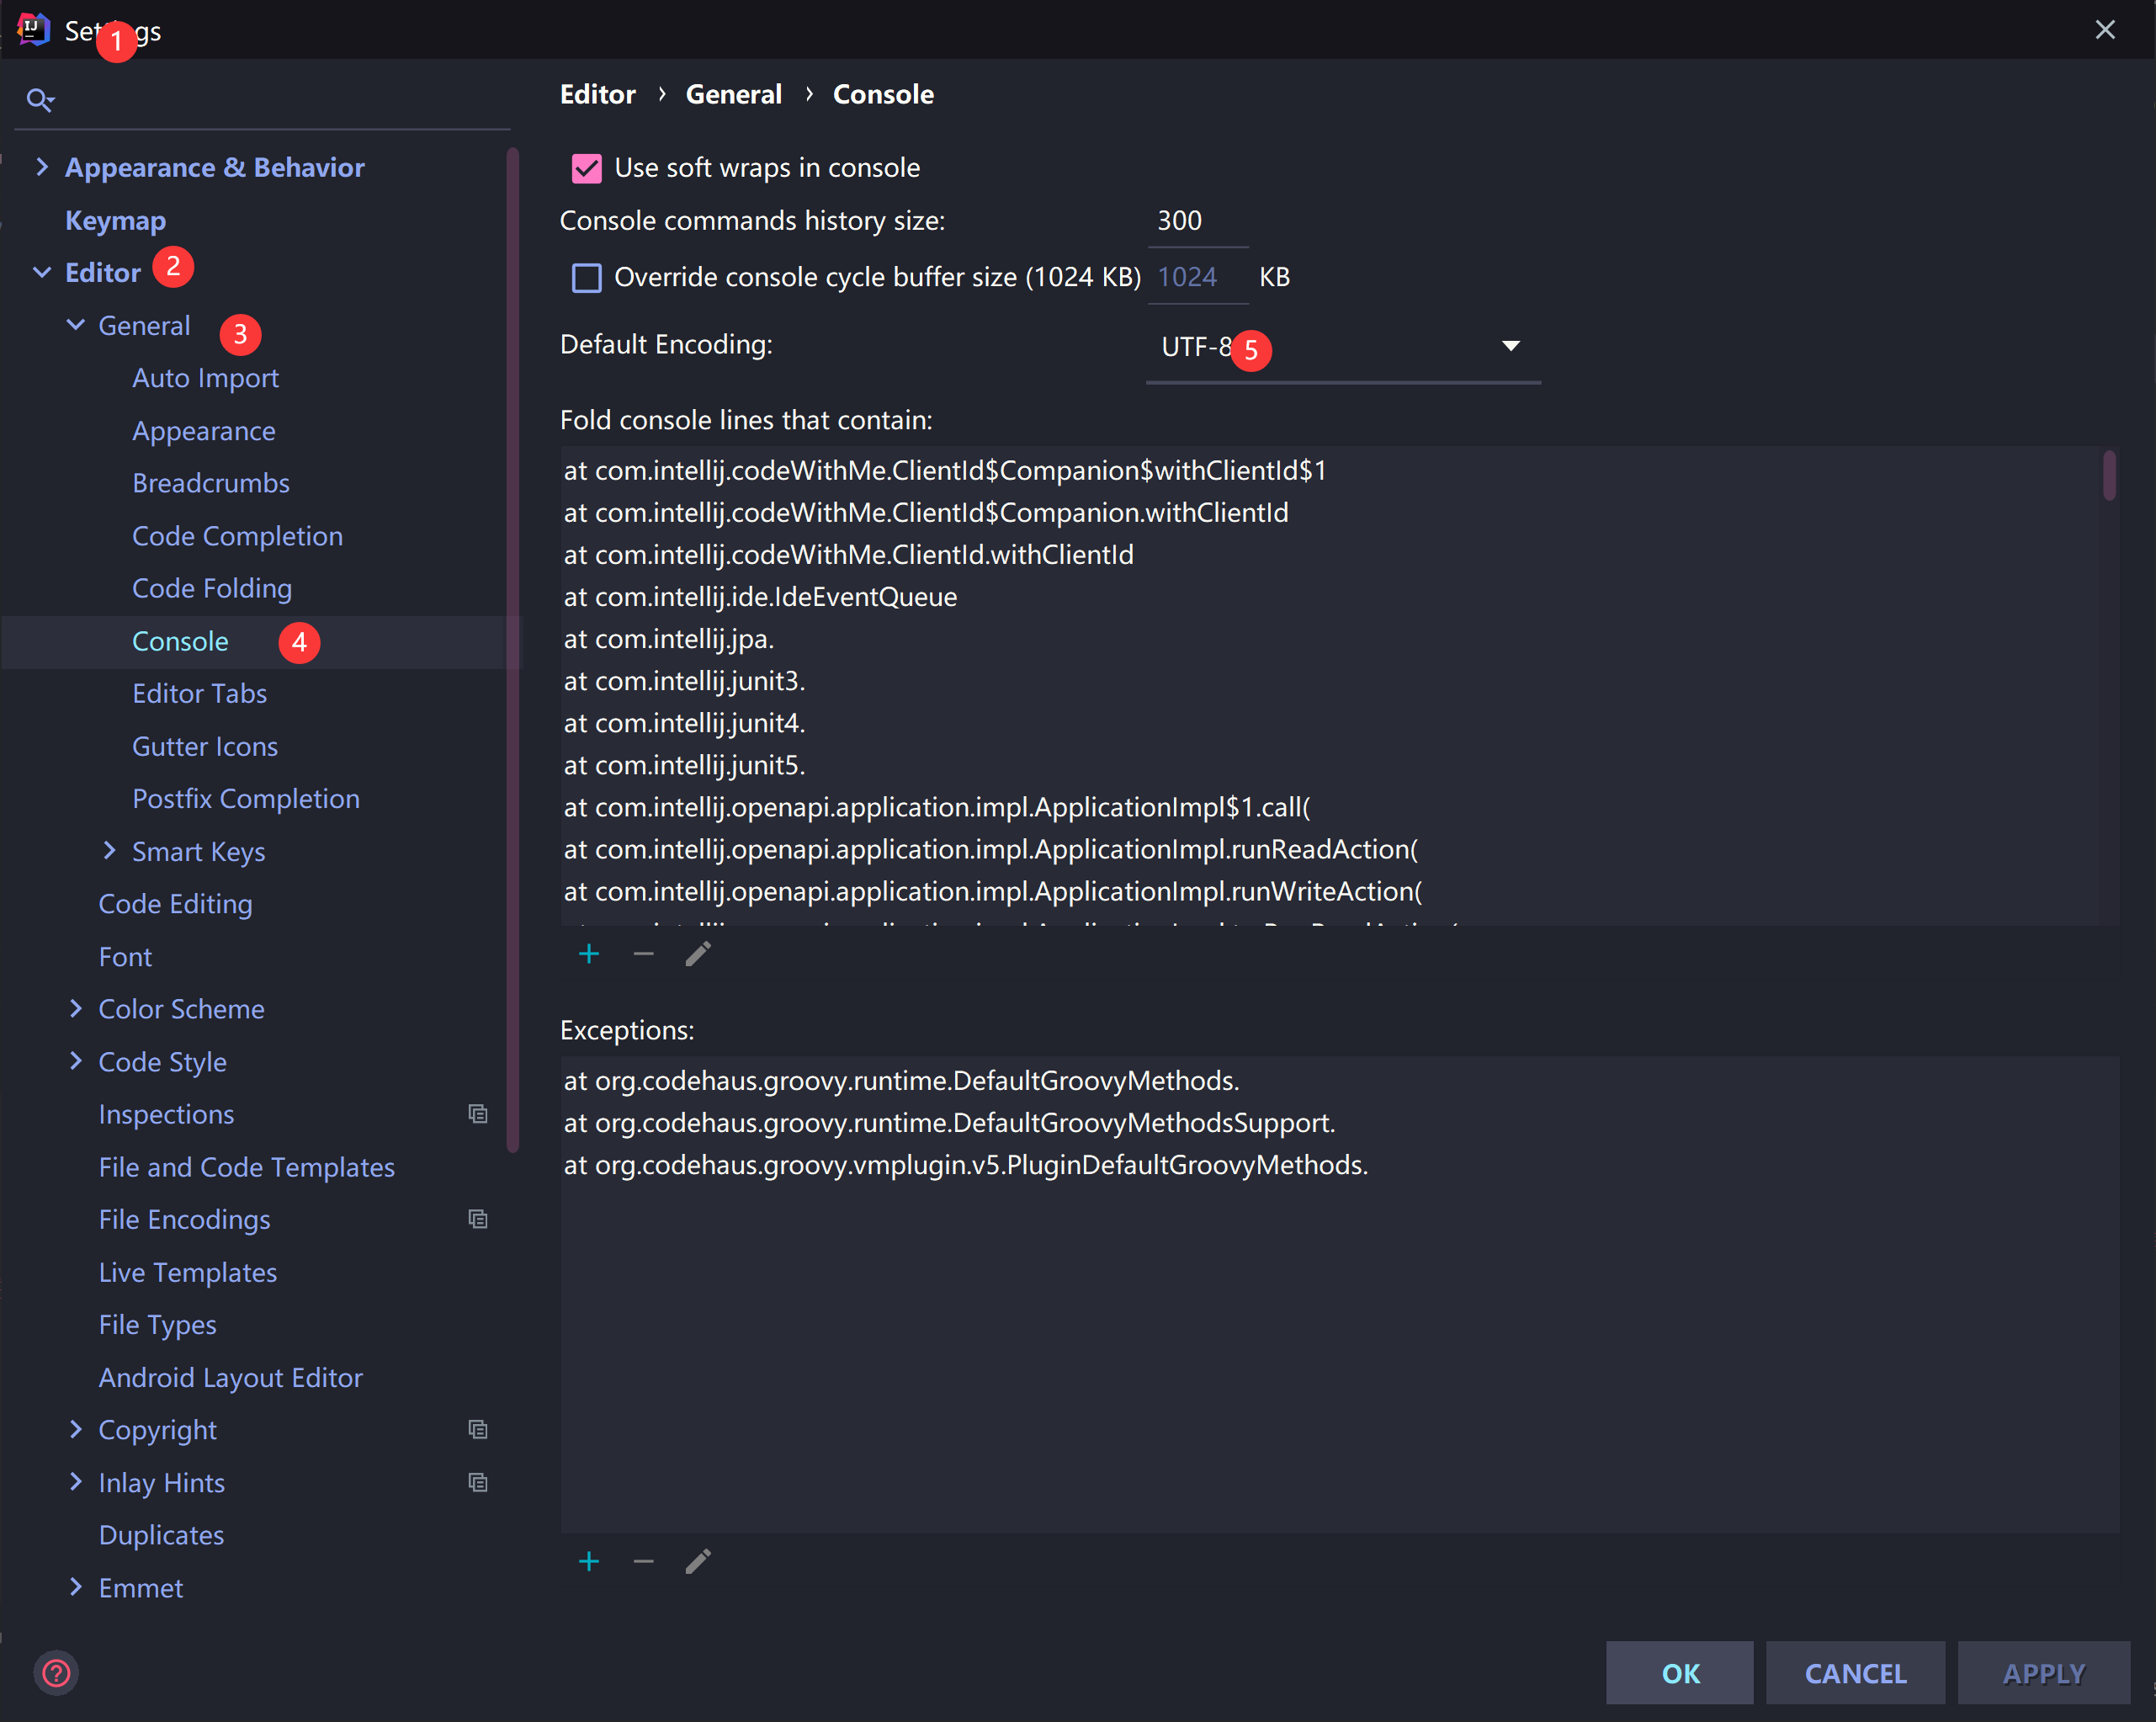 Settings
1
Appearance & Behavior
Keymap
Editor
2
General
3
Auto Import
Appearance
Breadcrumbs
Code Completion
Code Folding
Console
4
Editor Tabs
Gutter Icons
Postfix Completion
Smart Keys
Code Editing
Font
Color Scheme
Code Style
Inspections
File and Code Templates
File Encodings
Live Templates
File Types
Android Layout Editor
Copyright
Inlay Hints
Duplicates
Emmet
Editor › General › Console
Use soft wraps in console
Console commands history size: 300
Override console cycle buffer size (1024 KB) 1024 KB
Default Encoding: UTF-8
5
Fold console lines that contain:
at com.intellij.codeWithMe.ClientId$Companion$withClientId$1
at com.intellij.codeWithMe.ClientId$Companion.withClientId
at com.intellij.codeWithMe.ClientId.withClientId
at com.intellij.ide.IdeEventQueue
at com.intellij.jpa.
at com.intellij.junit3.
at com.intellij.junit4.
at com.intellij.junit5.
at com.intellij.openapi.application.impl.ApplicationImpl$1.call(
at com.intellij.openapi.application.impl.ApplicationImpl.runReadAction(
at com.intellij.openapi.application.impl.ApplicationImpl.runWriteAction(
Exceptions:
at org.codehaus.groovy.runtime.DefaultGroovyMethods.
at org.codehaus.groovy.runtime.DefaultGroovyMethodsSupport.
at org.codehaus.groovy.vmplugin.v5.PluginDefaultGroovyMethods.
OK
CANCEL
APPLY